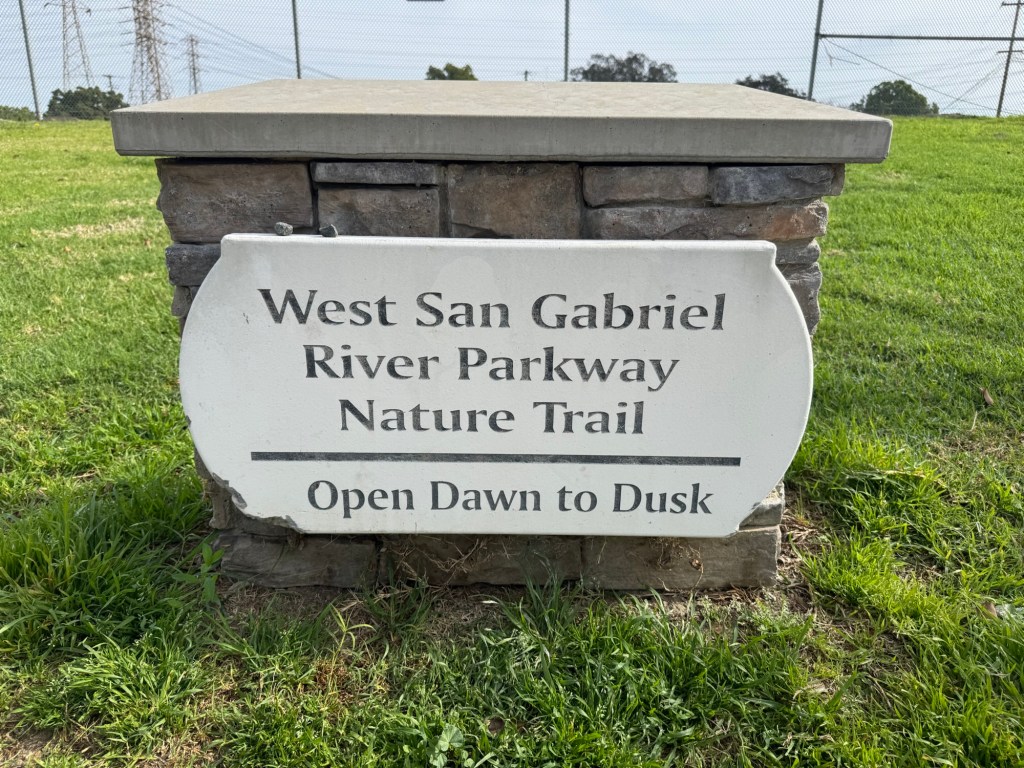 West San Gabriel
River Parkway
Nature Trail
Open Dawn to Dusk